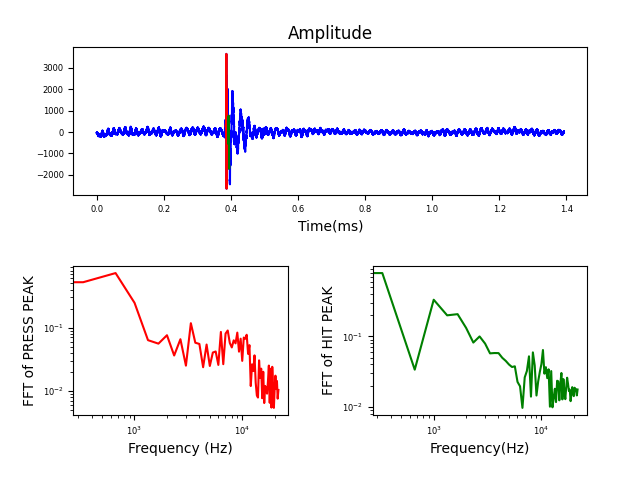 Amplitude
3000
2000
1000
0
−1000
−2000
0.0 0.2 0.4 0.6 0.8 1.0 1.2 1.4
Time(ms)
FFT of PRESS PEAK
10⁻¹
10⁻²
10³ 10⁴
Frequency (Hz)
FFT of HIT PEAK
10⁻¹
10⁻²
10³ 10⁴
Frequency(Hz)